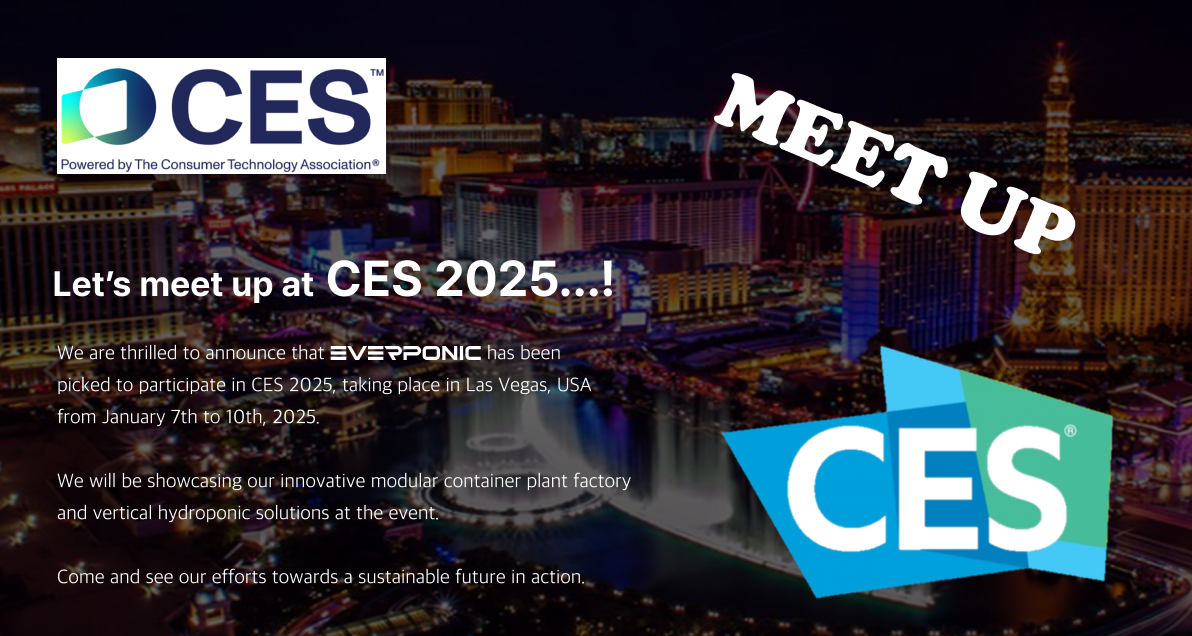 CES™
Powered by The Consumer Technology Association®
MEET UP
Let's meet up at CES 2025...!
We are thrilled to announce that EVERPONIC has been
picked to participate in CES 2025, taking place in Las Vegas, USA
from January 7th to 10th, 2025.
We will be showcasing our innovative modular container plant factory
and vertical hydroponic solutions at the event.
Come and see our efforts towards a sustainable future in action.
CES®